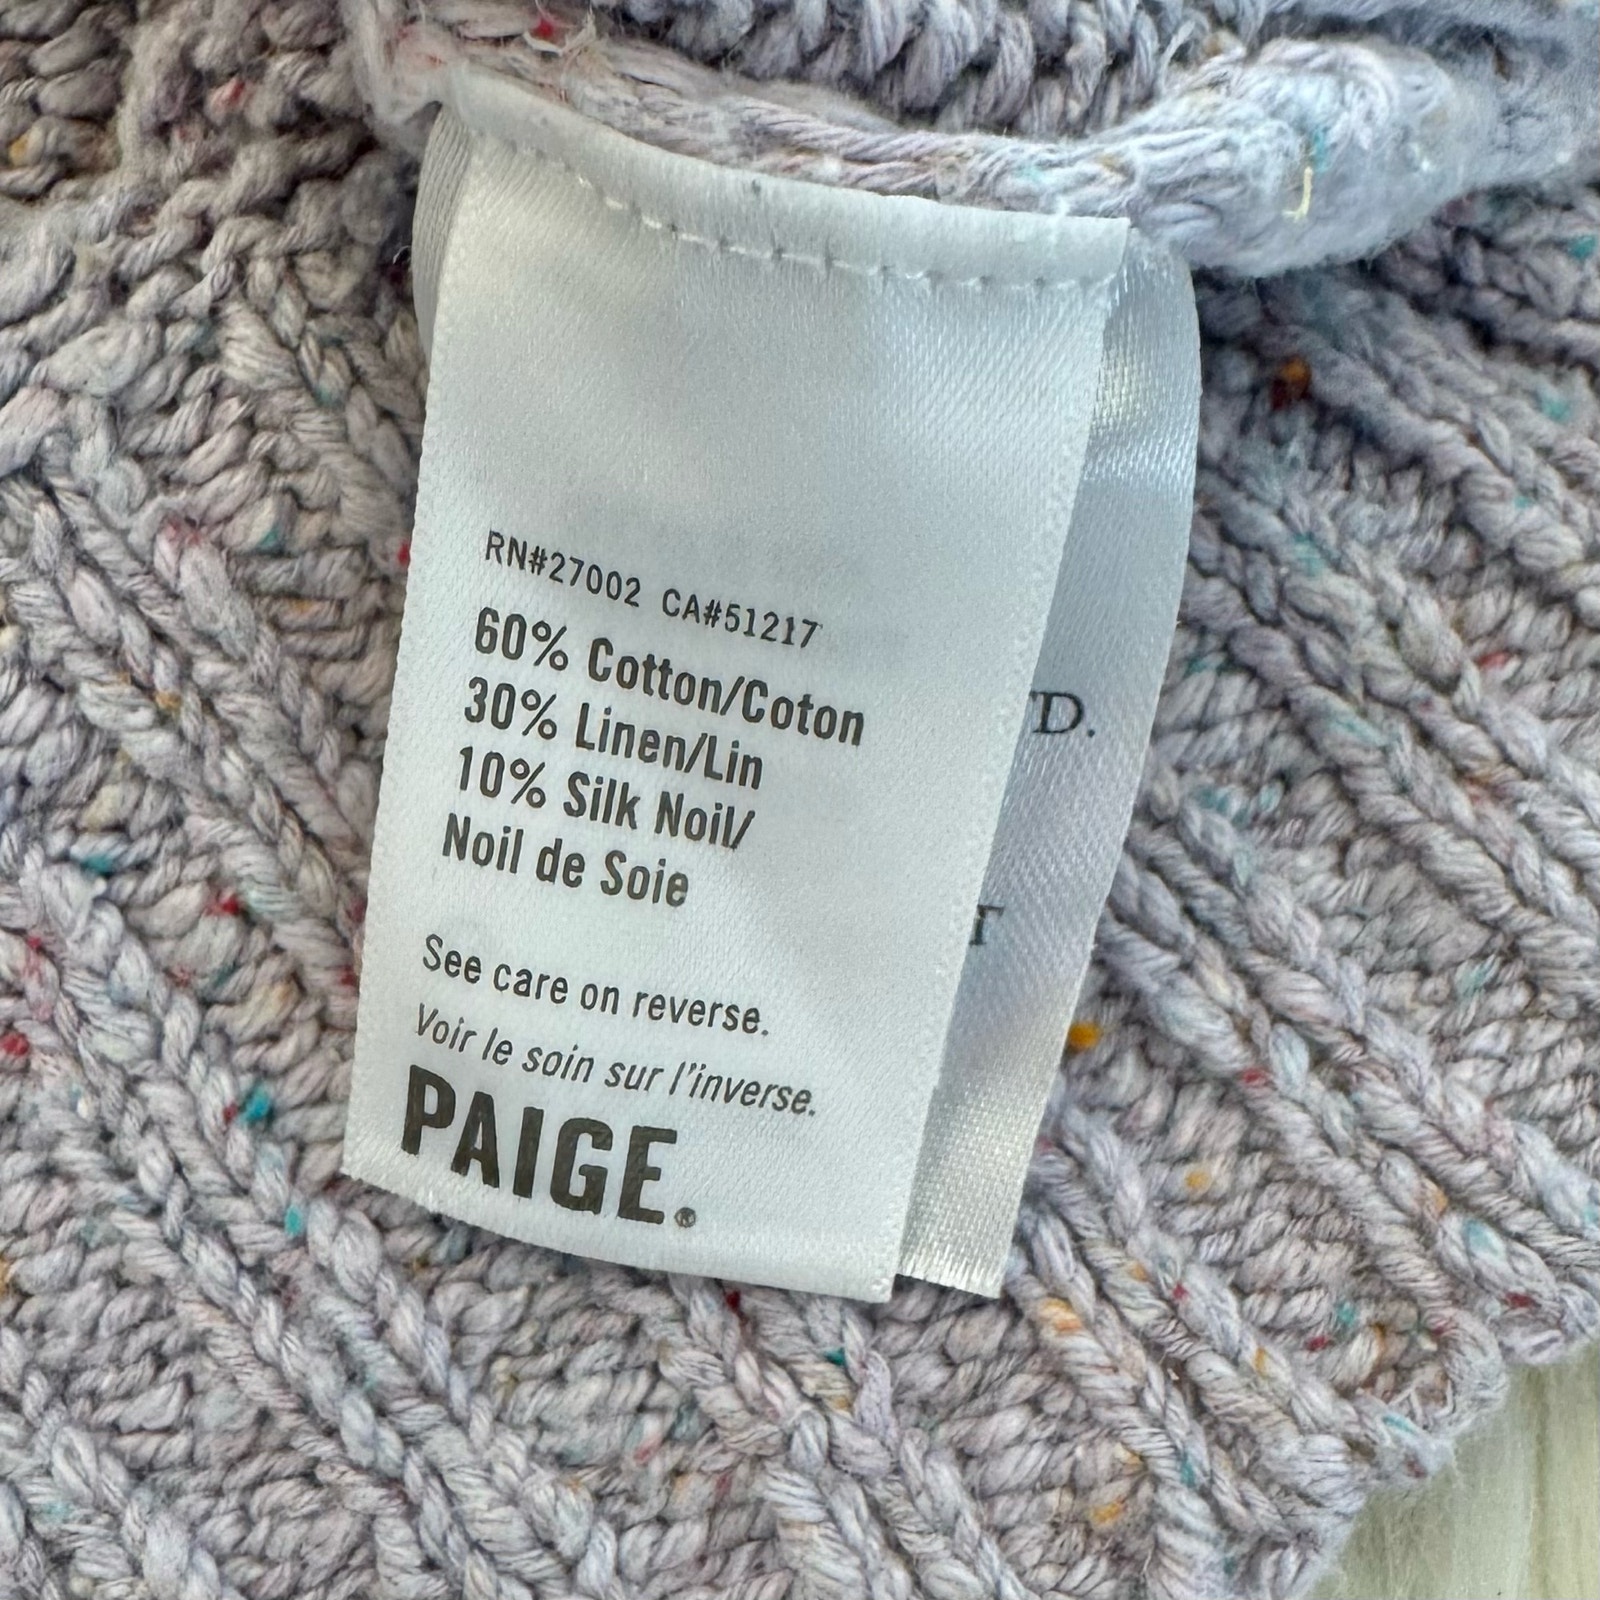 RN#27002 CA#51217
60% Cotton/Coton
30% Linen/Lin
10% Silk Noil/
Noil de Soie
See care on reverse.
Voir le soin sur l'inverse.
PAIGE®